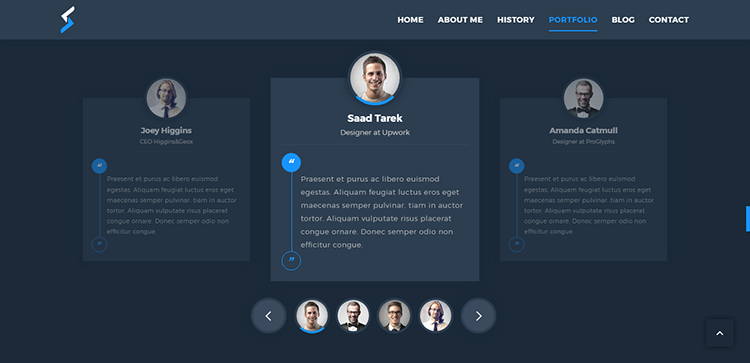 HOME ABOUT ME HISTORY PORTFOLIO BLOG CONTACT
Joey Higgins
CEO Higgins&Geox
“
Praesent et purus ac libero euismod
egestas. Aliquam feugiat luctus eros eget
maecenas semper pulvinar. tiam in auctor
tortor. Aliquam vulputate risus placerat
congue ornare. Donec semper odio non
efficitur congue.
”
Saad Tarek
Designer at Upwork
“
Praesent et purus ac libero euismod
egestas. Aliquam feugiat luctus eros eget
maecenas semper pulvinar. tiam in auctor
tortor. Aliquam vulputate risus placerat
congue ornare. Donec semper odio non
efficitur congue.
”
Amanda Catmull
Designer at ProGlyphs
“
Praesent et purus ac libero euismod
egestas. Aliquam feugiat luctus eros eget
maecenas semper pulvinar. tiam in auctor
tortor. Aliquam vulputate risus placerat
congue ornare. Donec semper odio non
efficitur congue.
”